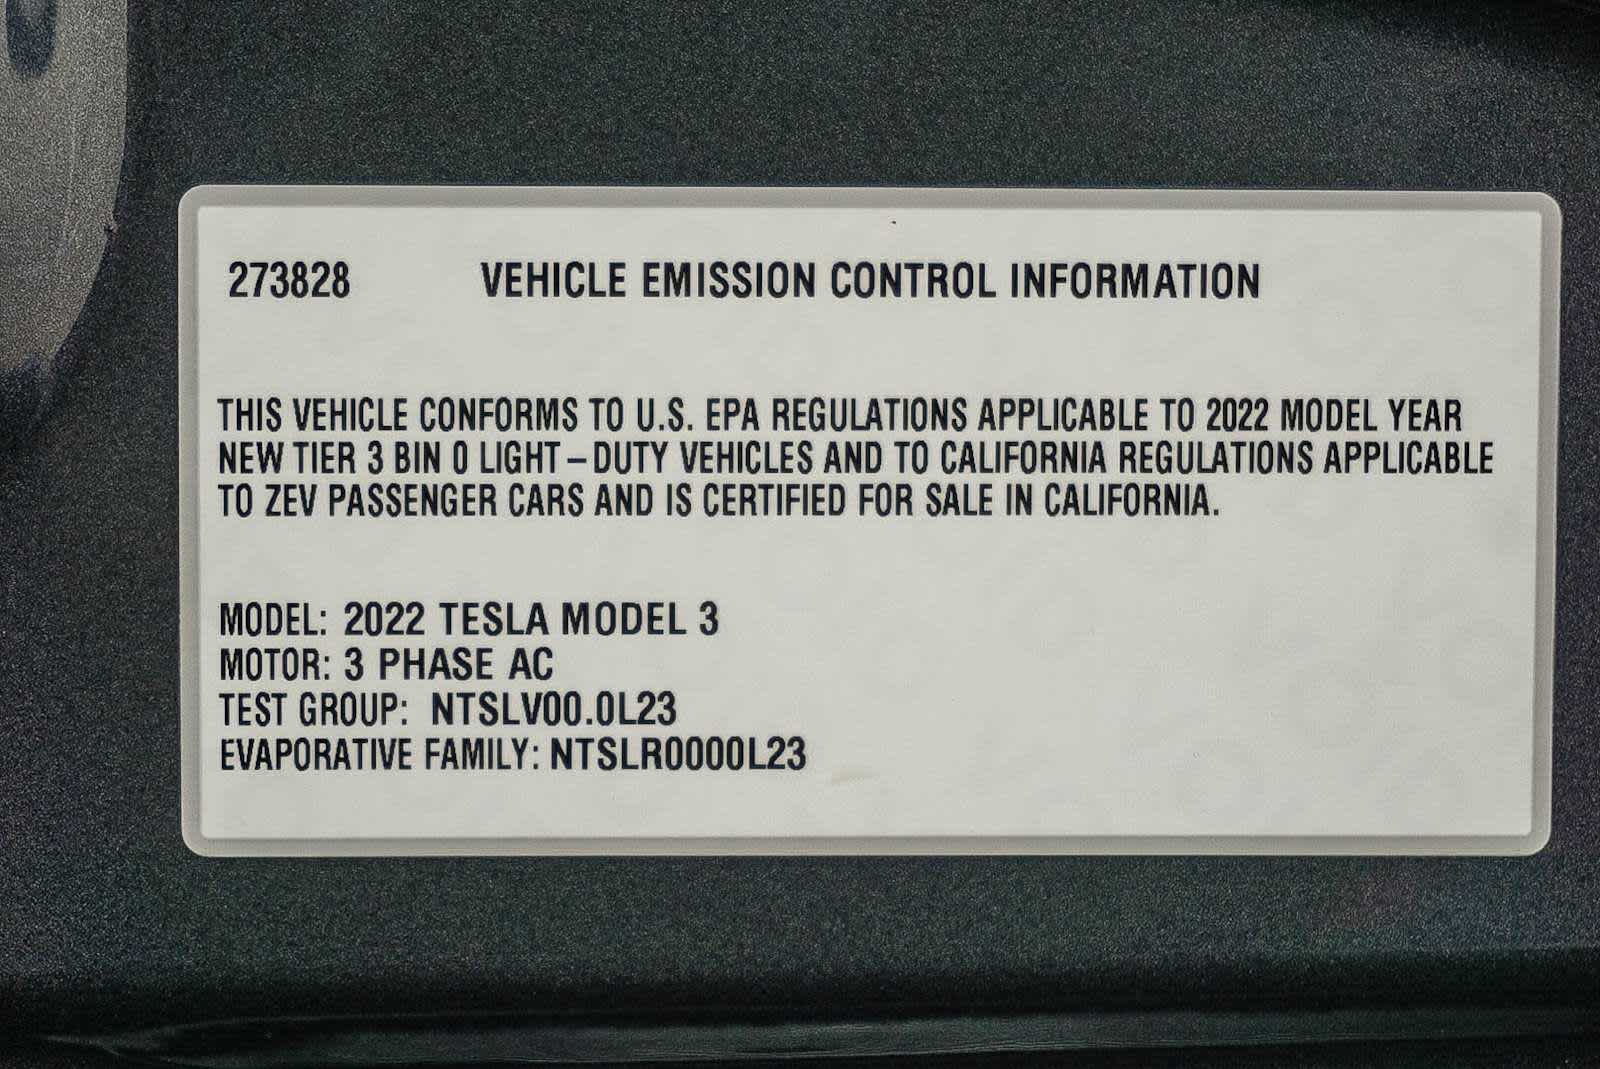 273828 VEHICLE EMISSION CONTROL INFORMATION
THIS VEHICLE CONFORMS TO U.S. EPA REGULATIONS APPLICABLE TO 2022 MODEL YEAR
NEW TIER 3 BIN 0 LIGHT–DUTY VEHICLES AND TO CALIFORNIA REGULATIONS APPLICABLE
TO ZEV PASSENGER CARS AND IS CERTIFIED FOR SALE IN CALIFORNIA.
MODEL: 2022 TESLA MODEL 3
MOTOR: 3 PHASE AC
TEST GROUP: NTSLV00.0L23
EVAPORATIVE FAMILY: NTSLR0000L23